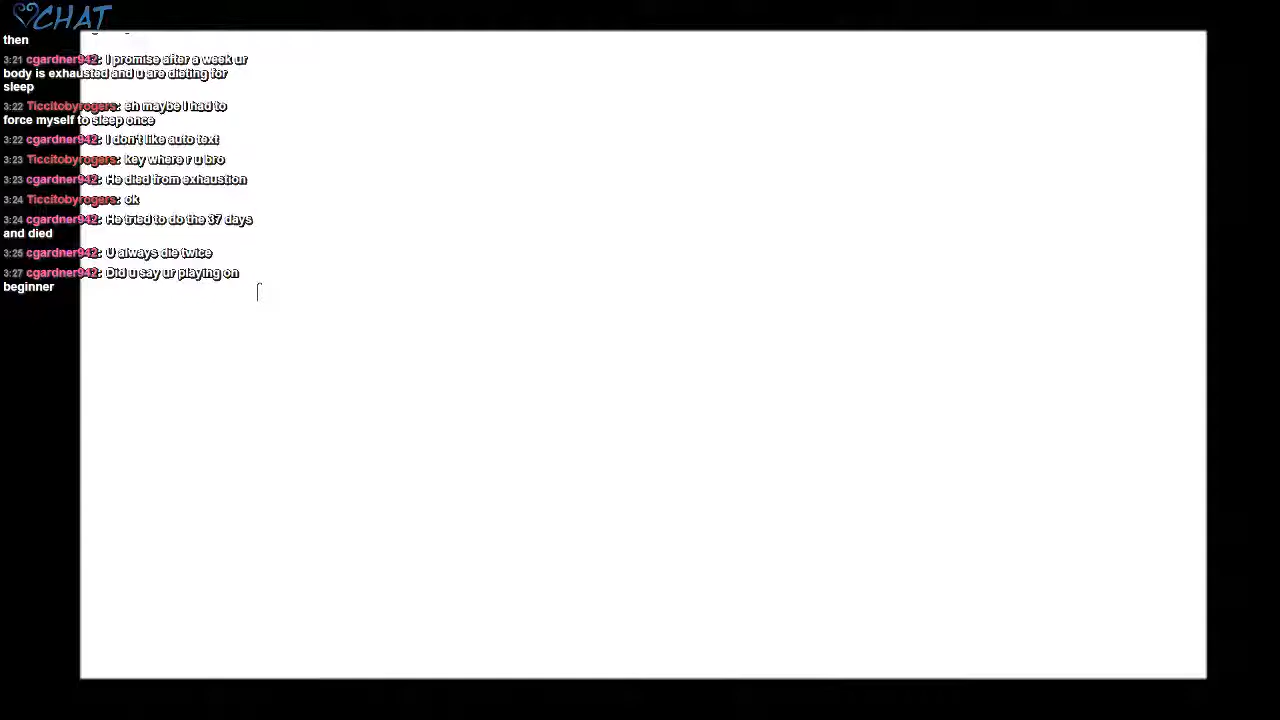 CHAT
then
3:21 cgardner942: I promise after a week ur
body is exhausted and u are dieting for
sleep
3:22 Ticcitobyrogers: eh maybe I had to
force myself to sleep once
3:22 cgardner942: I don't like auto text
3:23 Ticcitobyrogers: key where r u bro
3:23 cgardner942: He died from exhaustion
3:24 Ticcitobyrogers: ok
3:24 cgardner942: He tried to do the 37 days
and died
3:25 cgardner942: U always die twice
3:27 cgardner942: Did u say ur playing on
beginner